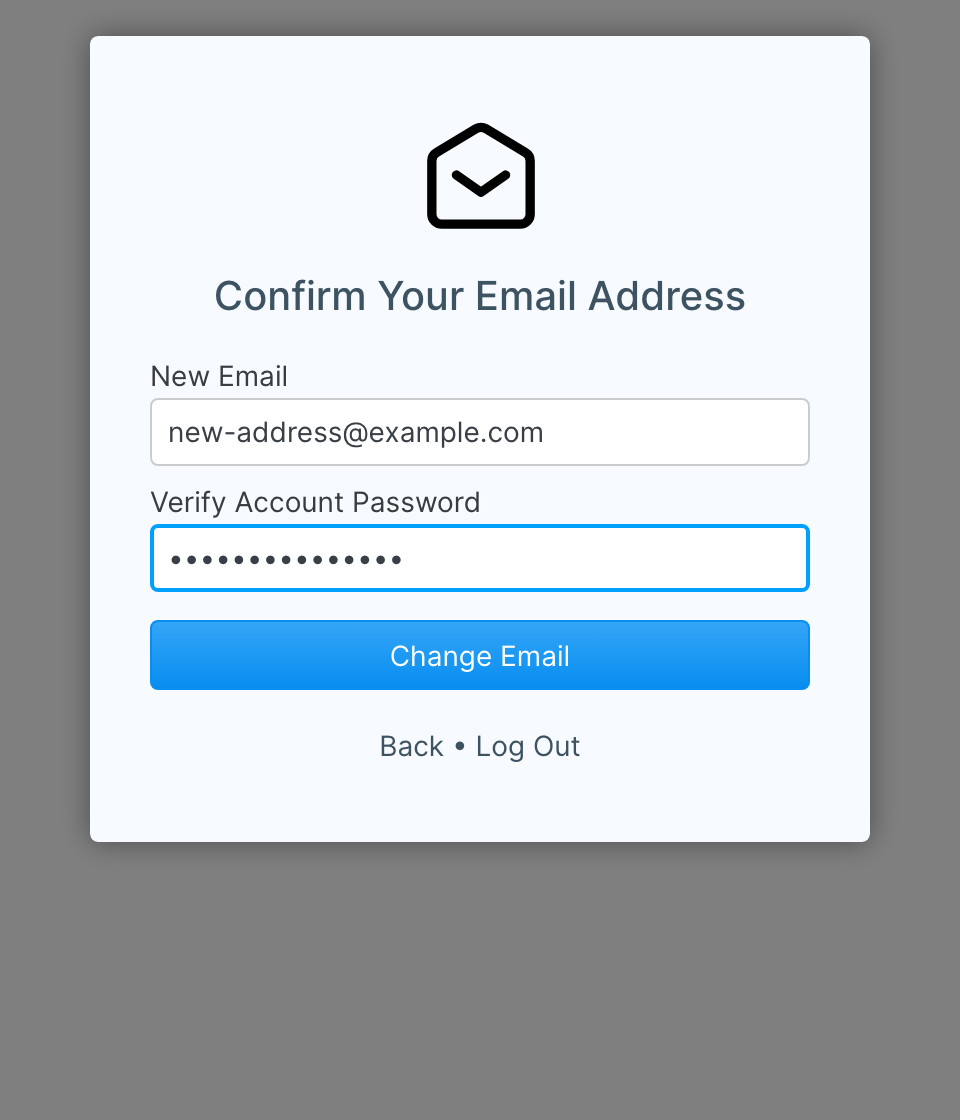 Confirm Your Email Address
New Email
new-address@example.com
Verify Account Password
•••••••••••••••
Change Email
Back • Log Out